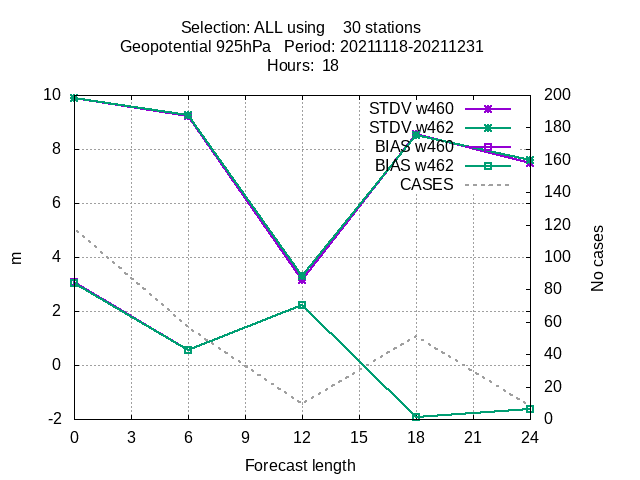 Selection: ALL using    30 stations
Geopotential 925hPa   Period: 20211118-20211231
Hours:  18
STDV w460
STDV w462
BIAS w460
BIAS w462
CASES
10
8
6
4
2
0
-2
m
200
180
160
140
120
100
80
60
40
20
0
No cases
0 3 6 9 12 15 18 21 24
Forecast length